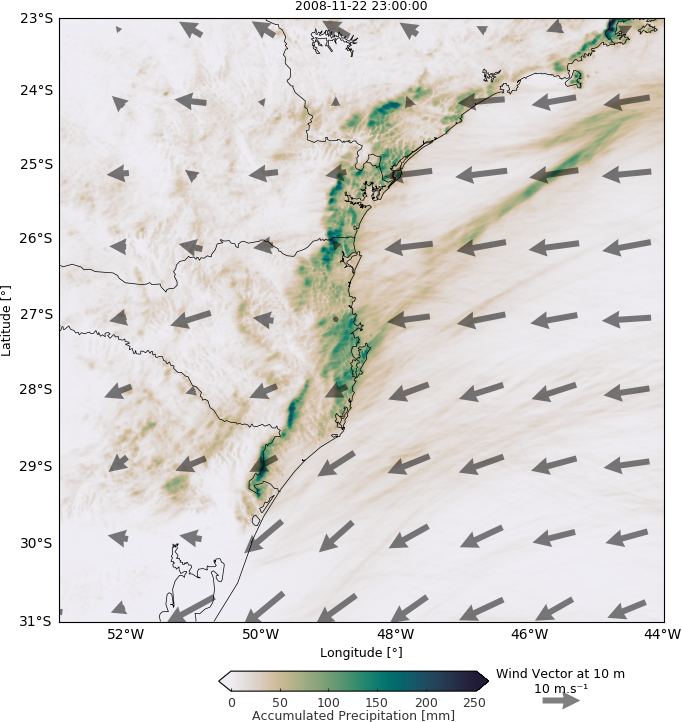 2008-11-22 23:00:00
23°S
24°S
25°S
26°S
27°S
28°S
29°S
30°S
31°S
Latitude [°]
52°W 50°W 48°W 46°W 44°W
Longitude [°]
Wind Vector at 10 m
10 m.s⁻¹
0 50 100 150 200 250
Accumulated Precipitation [mm]